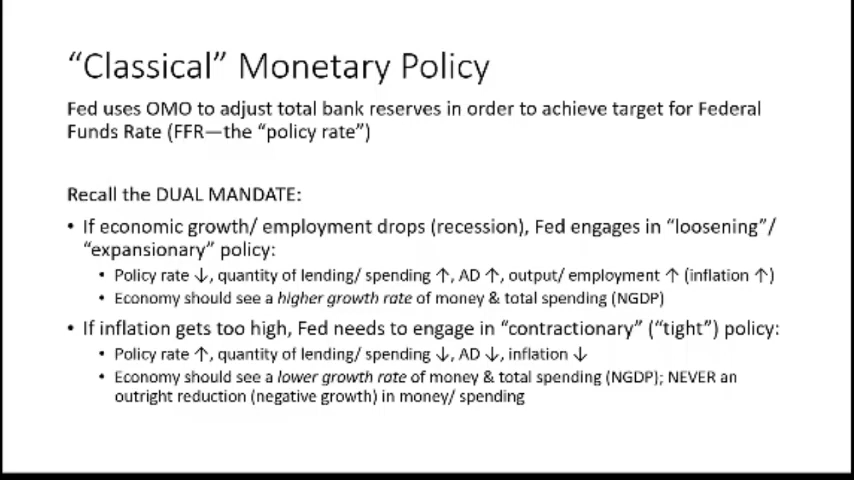 “Classical” Monetary Policy
Fed uses OMO to adjust total bank reserves in order to achieve target for Federal
Funds Rate (FFR—the “policy rate”)
Recall the DUAL MANDATE:
• If economic growth/ employment drops (recession), Fed engages in “loosening”/
“expansionary” policy:
• Policy rate ↓, quantity of lending/ spending ↑, AD ↑, output/ employment ↑ (inflation ↑)
• Economy should see a higher growth rate of money & total spending (NGDP)
• If inflation gets too high, Fed needs to engage in “contractionary” (“tight”) policy:
• Policy rate ↑, quantity of lending/ spending ↓, AD ↓, inflation ↓
• Economy should see a lower growth rate of money & total spending (NGDP); NEVER an
outright reduction (negative growth) in money/ spending